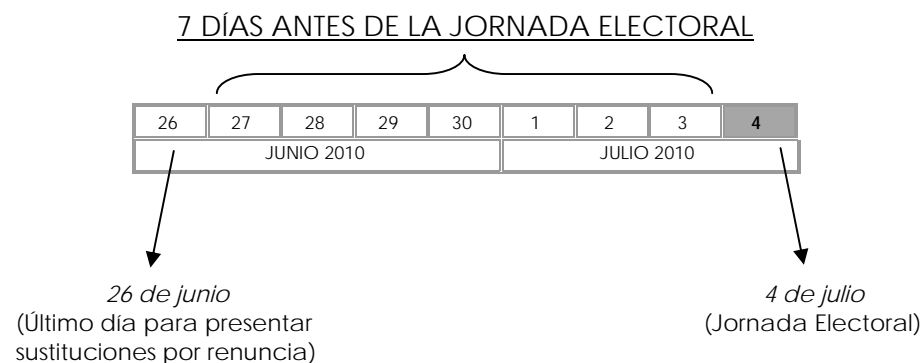 7 DÍAS ANTES DE LA JORNADA ELECTORAL
26 27 28 29 30 1 2 3 4
JUNIO 2010 JULIO 2010
26 de junio
(Último día para presentar
sustituciones por renuncia)
4 de julio
(Jornada Electoral)